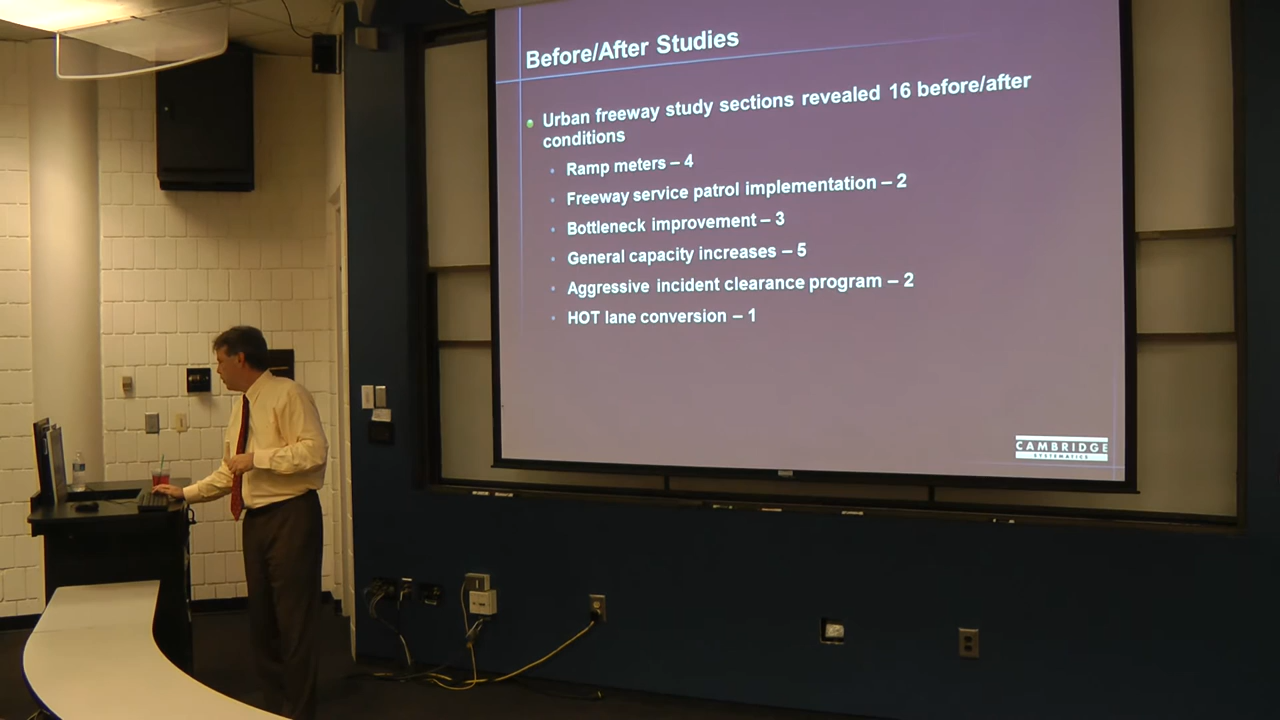 Before/After Studies
Urban freeway study sections revealed 16 before/after
conditions
Ramp meters – 4
Freeway service patrol implementation – 2
Bottleneck improvement – 3
General capacity increases – 5
Aggressive incident clearance program – 2
HOT lane conversion – 1
CAMBRIDGE
SYSTEMATICS